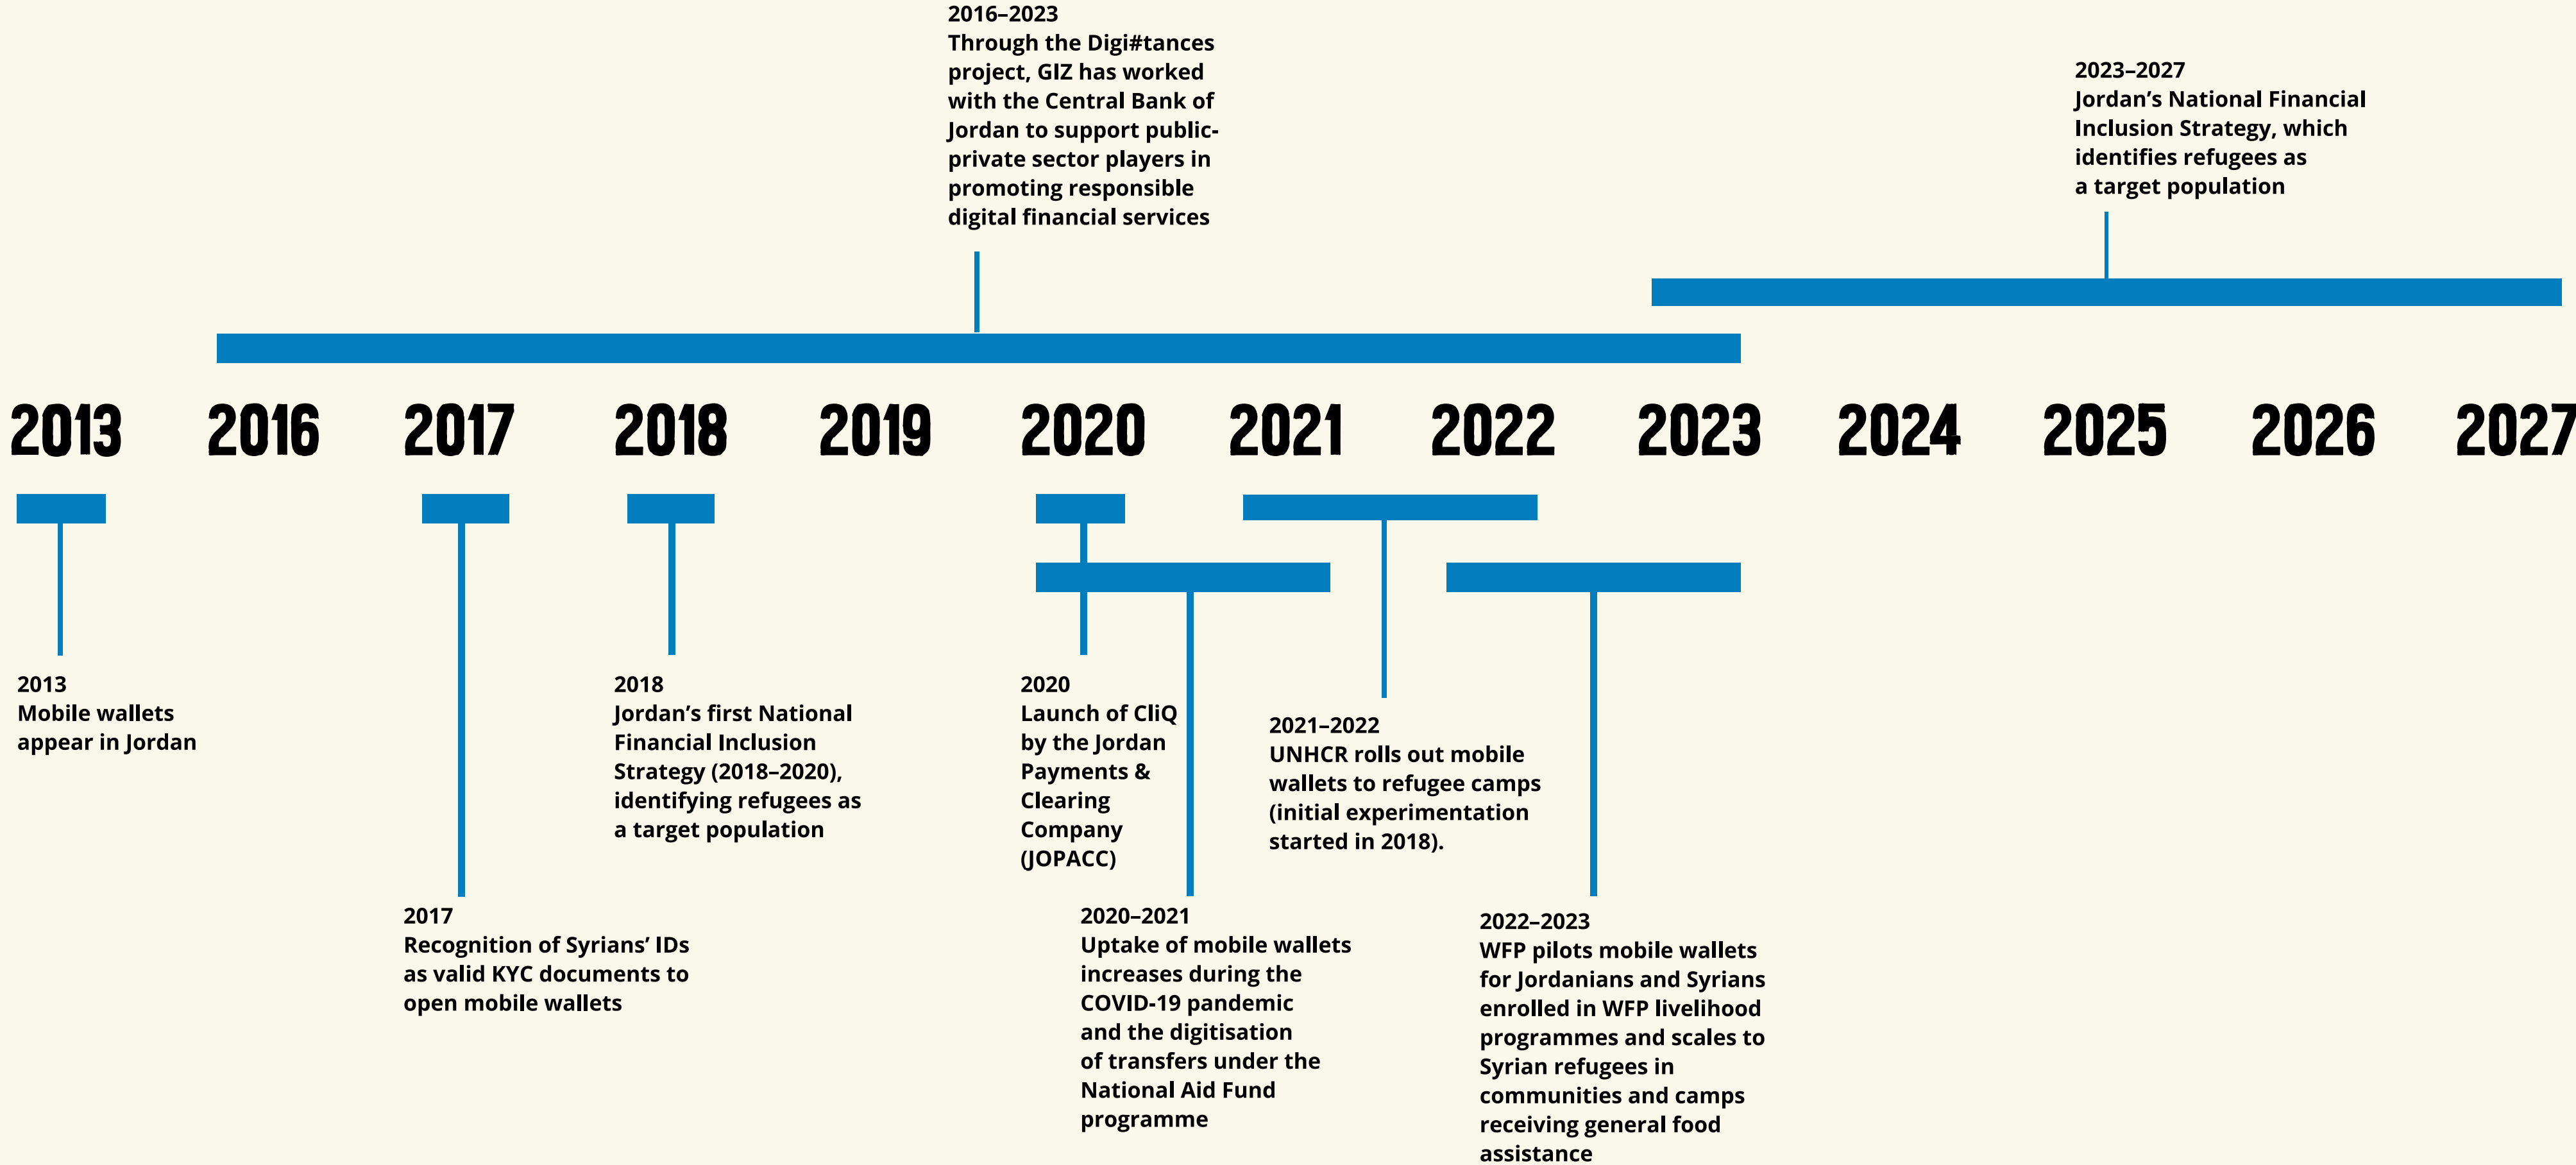 2016–2023
Through the Digi#tances
project, GIZ has worked
with the Central Bank of
Jordan to support public-
private sector players in
promoting responsible
digital financial services
2023–2027
Jordan’s National Financial
Inclusion Strategy, which
identifies refugees as
a target population
2013 2016 2017 2018 2019 2020 2021 2022 2023 2024 2025 2026 2027
2013
Mobile wallets
appear in Jordan
2017
Recognition of Syrians’ IDs
as valid KYC documents to
open mobile wallets
2018
Jordan’s first National
Financial Inclusion
Strategy (2018–2020),
identifying refugees as
a target population
2020
Launch of CliQ
by the Jordan
Payments &
Clearing
Company
(JOPACC)
2020–2021
Uptake of mobile wallets
increases during the
COVID-19 pandemic
and the digitisation
of transfers under the
National Aid Fund
programme
2021–2022
UNHCR rolls out mobile
wallets to refugee camps
(initial experimentation
started in 2018).
2022–2023
WFP pilots mobile wallets
for Jordanians and Syrians
enrolled in WFP livelihood
programmes and scales to
Syrian refugees in
communities and camps
receiving general food
assistance